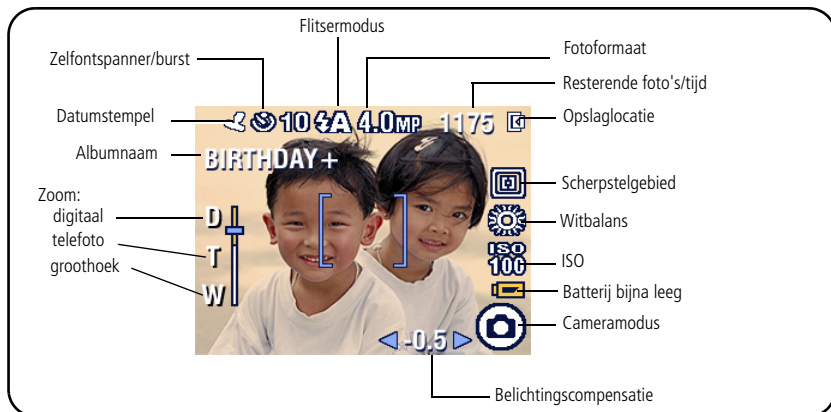 Flitsermodus
Zelfontspanner/burst
Fotoformaat
Resterende foto's/tijd
Datumstempel
Opslaglocatie
10 4A 4.0MP 1175
Albumnaam
BIRTHDAY+
Scherpstelgebied
Zoom:
digitaal
D
Witbalans
telefoto
T
ISO
100
ISO
groothoek
W
Batterij bijna leeg
Cameramodus
-0.5
Belichtingscompensatie